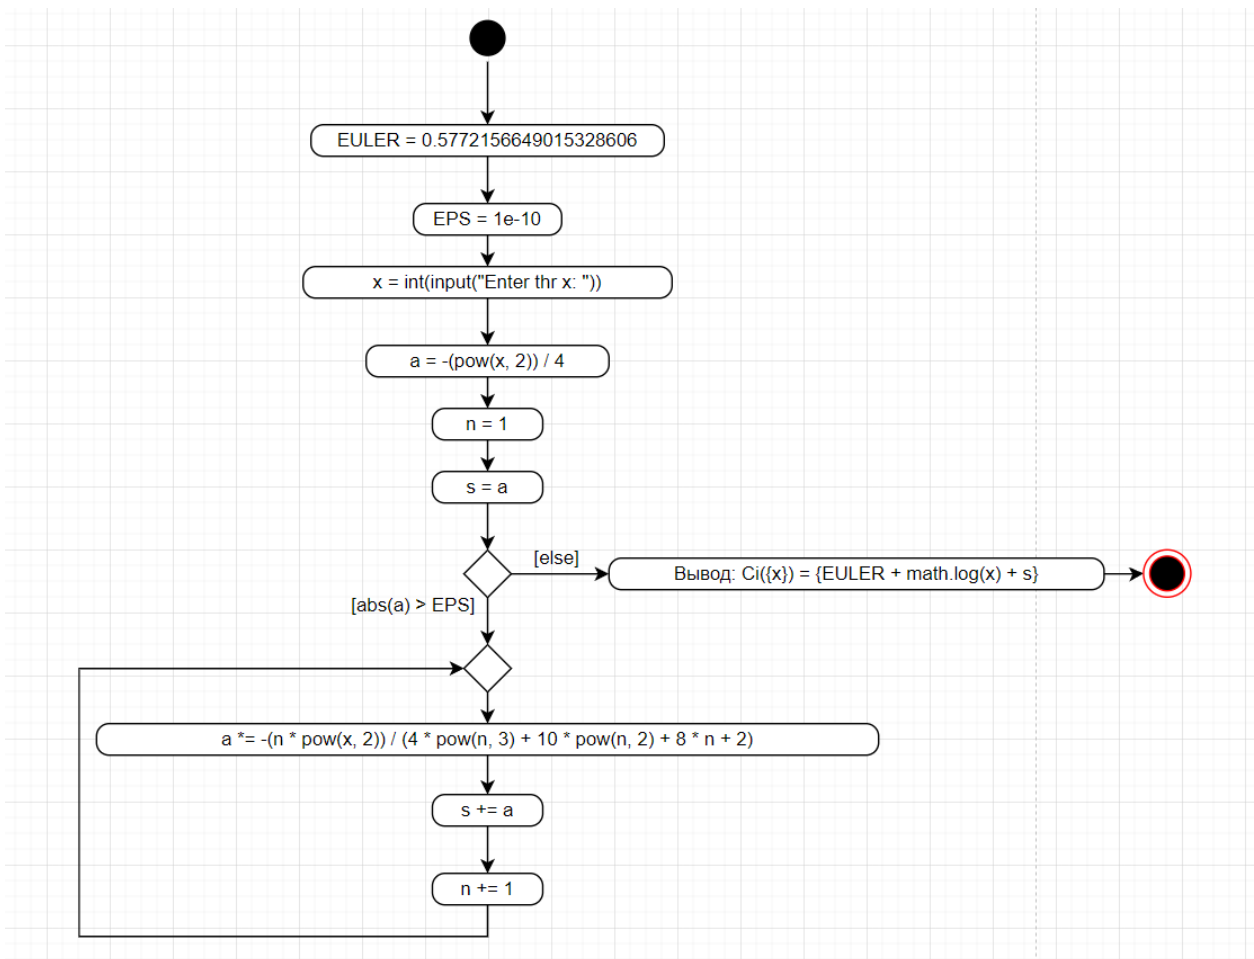 EULER = 0.5772156649015328606
EPS = 1e-10
x = int(input("Enter thr x: "))
a = -(pow(x, 2)) / 4
n = 1
s = a
[else]
Вывод: Ci({x}) = {EULER + math.log(x) + s}
[abs(a) > EPS]
a *= -(n * pow(x, 2)) / (4 * pow(n, 3) + 10 * pow(n, 2) + 8 * n + 2)
s += a
n += 1